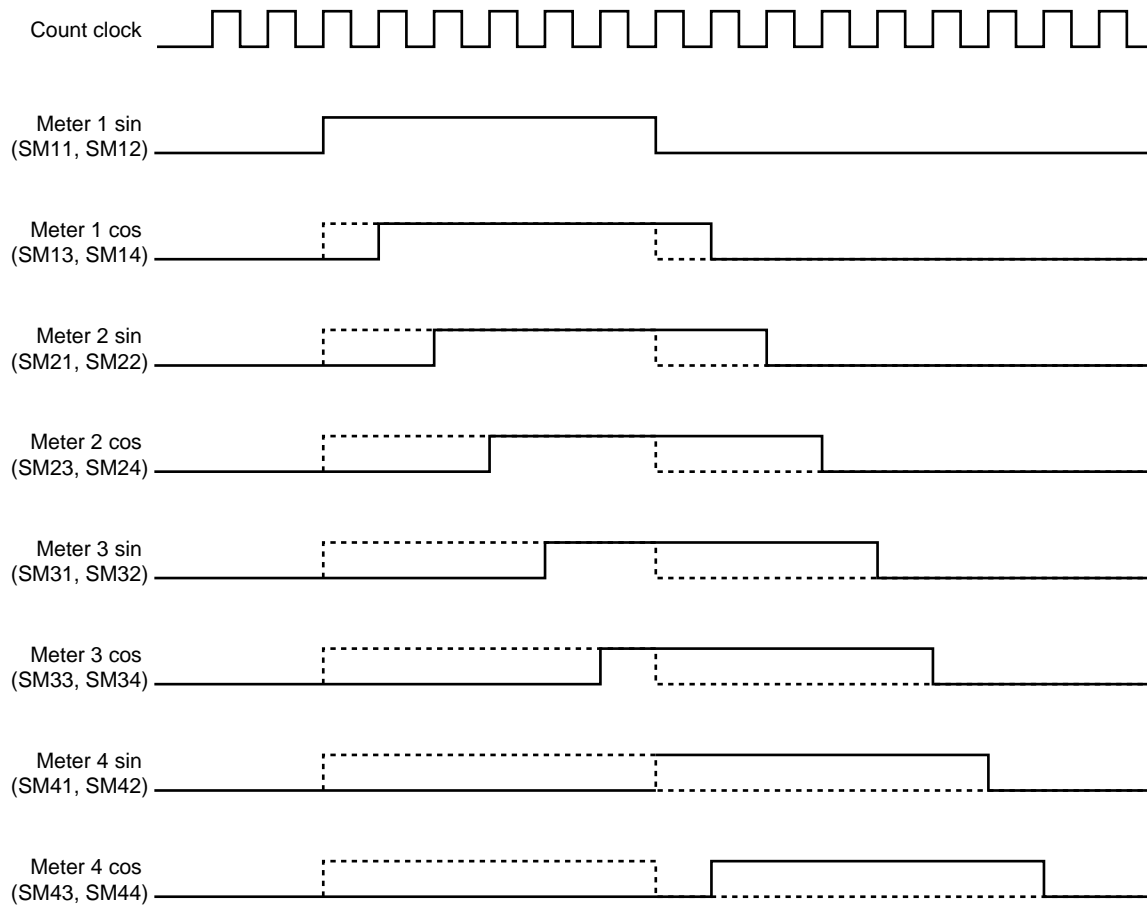 Count clock
Meter 1 sin
(SM11, SM12)
Meter 1 cos
(SM13, SM14)
Meter 2 sin
(SM21, SM22)
Meter 2 cos
(SM23, SM24)
Meter 3 sin
(SM31, SM32)
Meter 3 cos
(SM33, SM34)
Meter 4 sin
(SM41, SM42)
Meter 4 cos
(SM43, SM44)